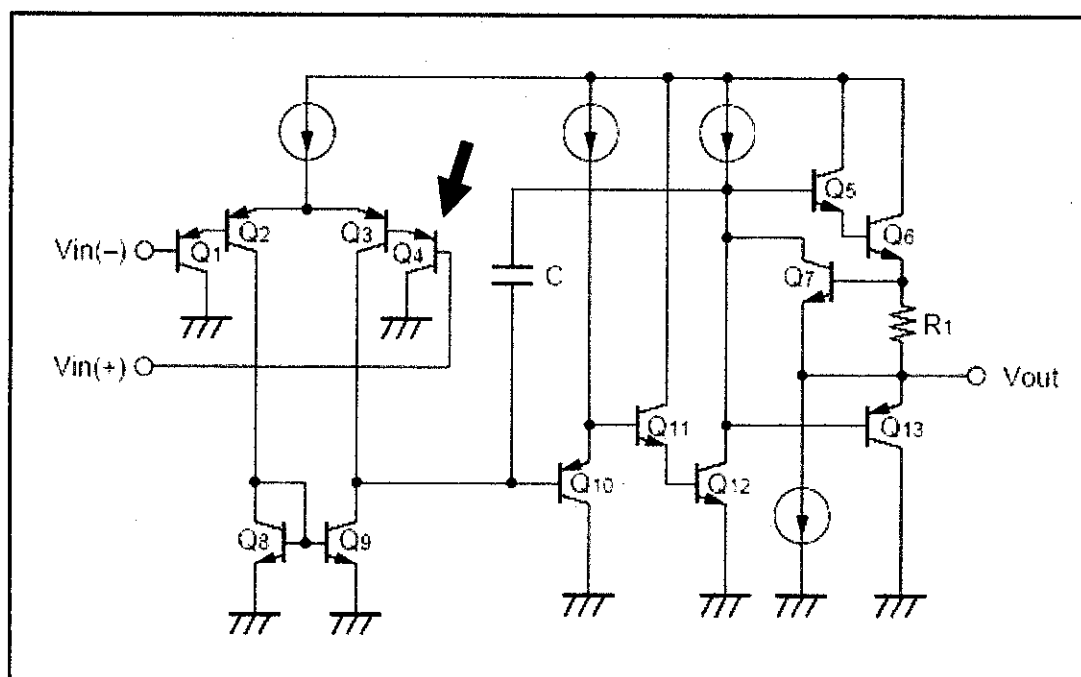 Q5
Q1 Q2 Q3 Q4 Q6
Vin(−)
C Q7
R1
Vin(+)
Vout
Q11 Q13
Q10 Q12
Q8 Q9